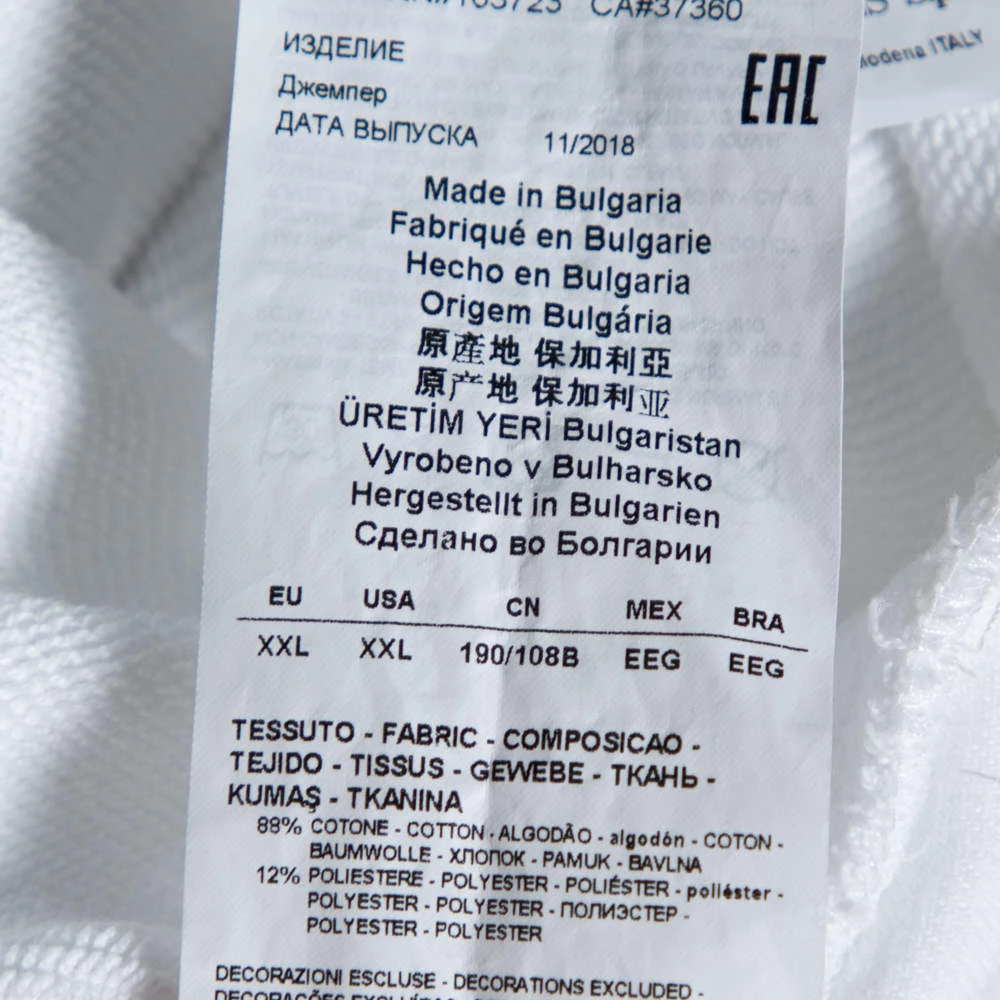 CA#37360
Modena ITALY
ИЗДЕЛИЕ
EAC
Джемпер
ДАТА ВЫПУСКА 11/2018
Made in Bulgaria
Fabriqué en Bulgarie
Hecho en Bulgaria
Origem Bulgária
原產地 保加利亞
原产地 保加利亚
ÜRETİM YERİ Bulgaristan
Vyrobeno v Bulharsko
Hergestellt in Bulgarien
Сделано во Болгарии
EU USA CN MEX BRA
XXL XXL 190/108B EEG EEG
TESSUTO - FABRIC - COMPOSICAO -
TEJIDO - TISSUS - GEWEBE - ТКАНЬ -
KUMAŞ - TKANINA
88% COTONE - COTTON - ALGODÃO - algodón - COTON -
BAUMWOLLE - ХЛОПОК - PAMUK - BAVLNA
12% POLIESTERE - POLYESTER - POLIÉSTER - poliéster -
POLYESTER - POLYESTER - ПОЛИЭСТЕР -
POLYESTER - POLYESTER
DECORAZIONI ESCLUSE - DECORATIONS EXCLUDED -